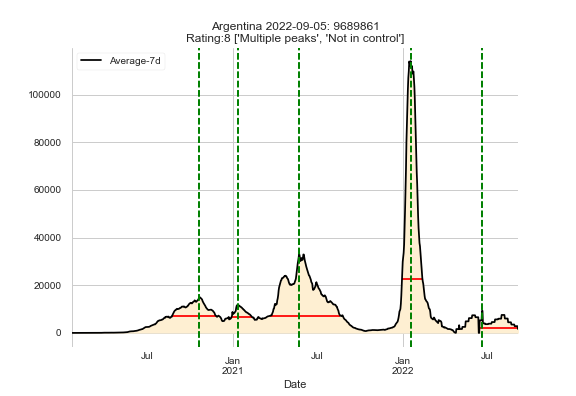 Argentina 2022-09-05: 9689861
Rating:8 ['Multiple peaks', 'Not in control']
Average-7d
100000
80000
60000
40000
20000
0
Jul
Jan
2021
Jul
Jan
2022
Jul
Date